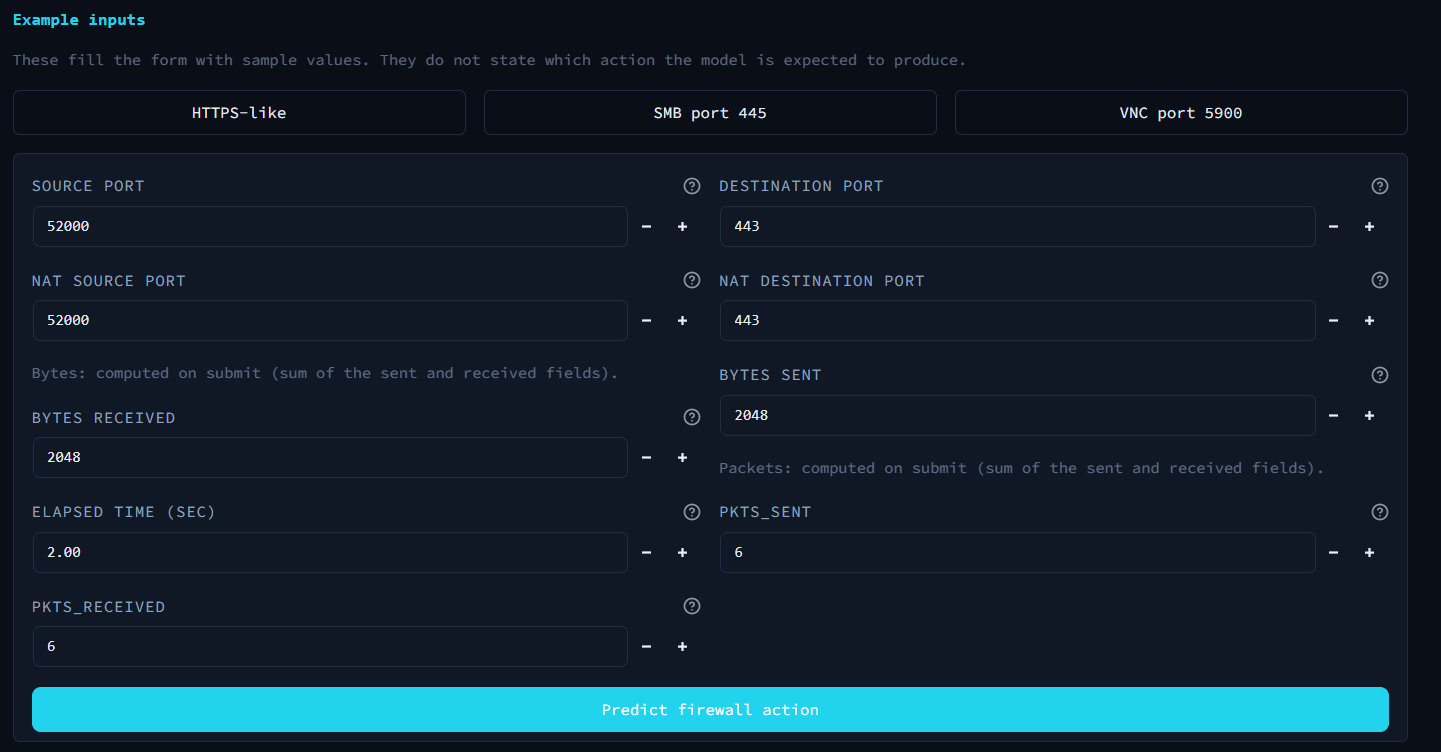 Example inputs
These fill the form with sample values. They do not state which action the model is expected to produce.
HTTPS-like
SMB port 445
VNC port 5900
SOURCE PORT
52000
DESTINATION PORT
443
NAT SOURCE PORT
52000
NAT DESTINATION PORT
443
Bytes: computed on submit (sum of the sent and received fields).
BYTES SENT
2048
BYTES RECEIVED
2048
Packets: computed on submit (sum of the sent and received fields).
ELAPSED TIME (SEC)
2.00
PKTS_SENT
6
PKTS_RECEIVED
6
Predict firewall action